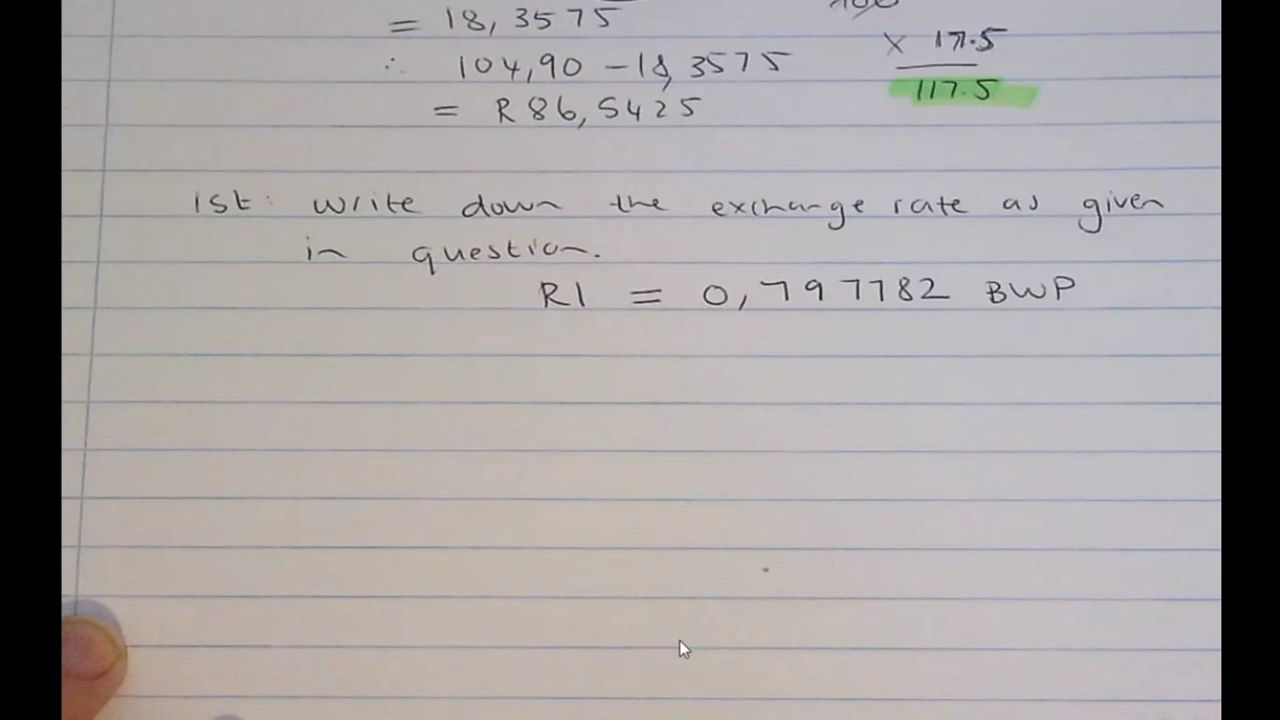 = 18,3575
∴ 104,90 - 18,3575
= R86,5425
× 17.5
117.5
1st: write down the exchange rate as given
in question.
R1 = 0,797782 BWP